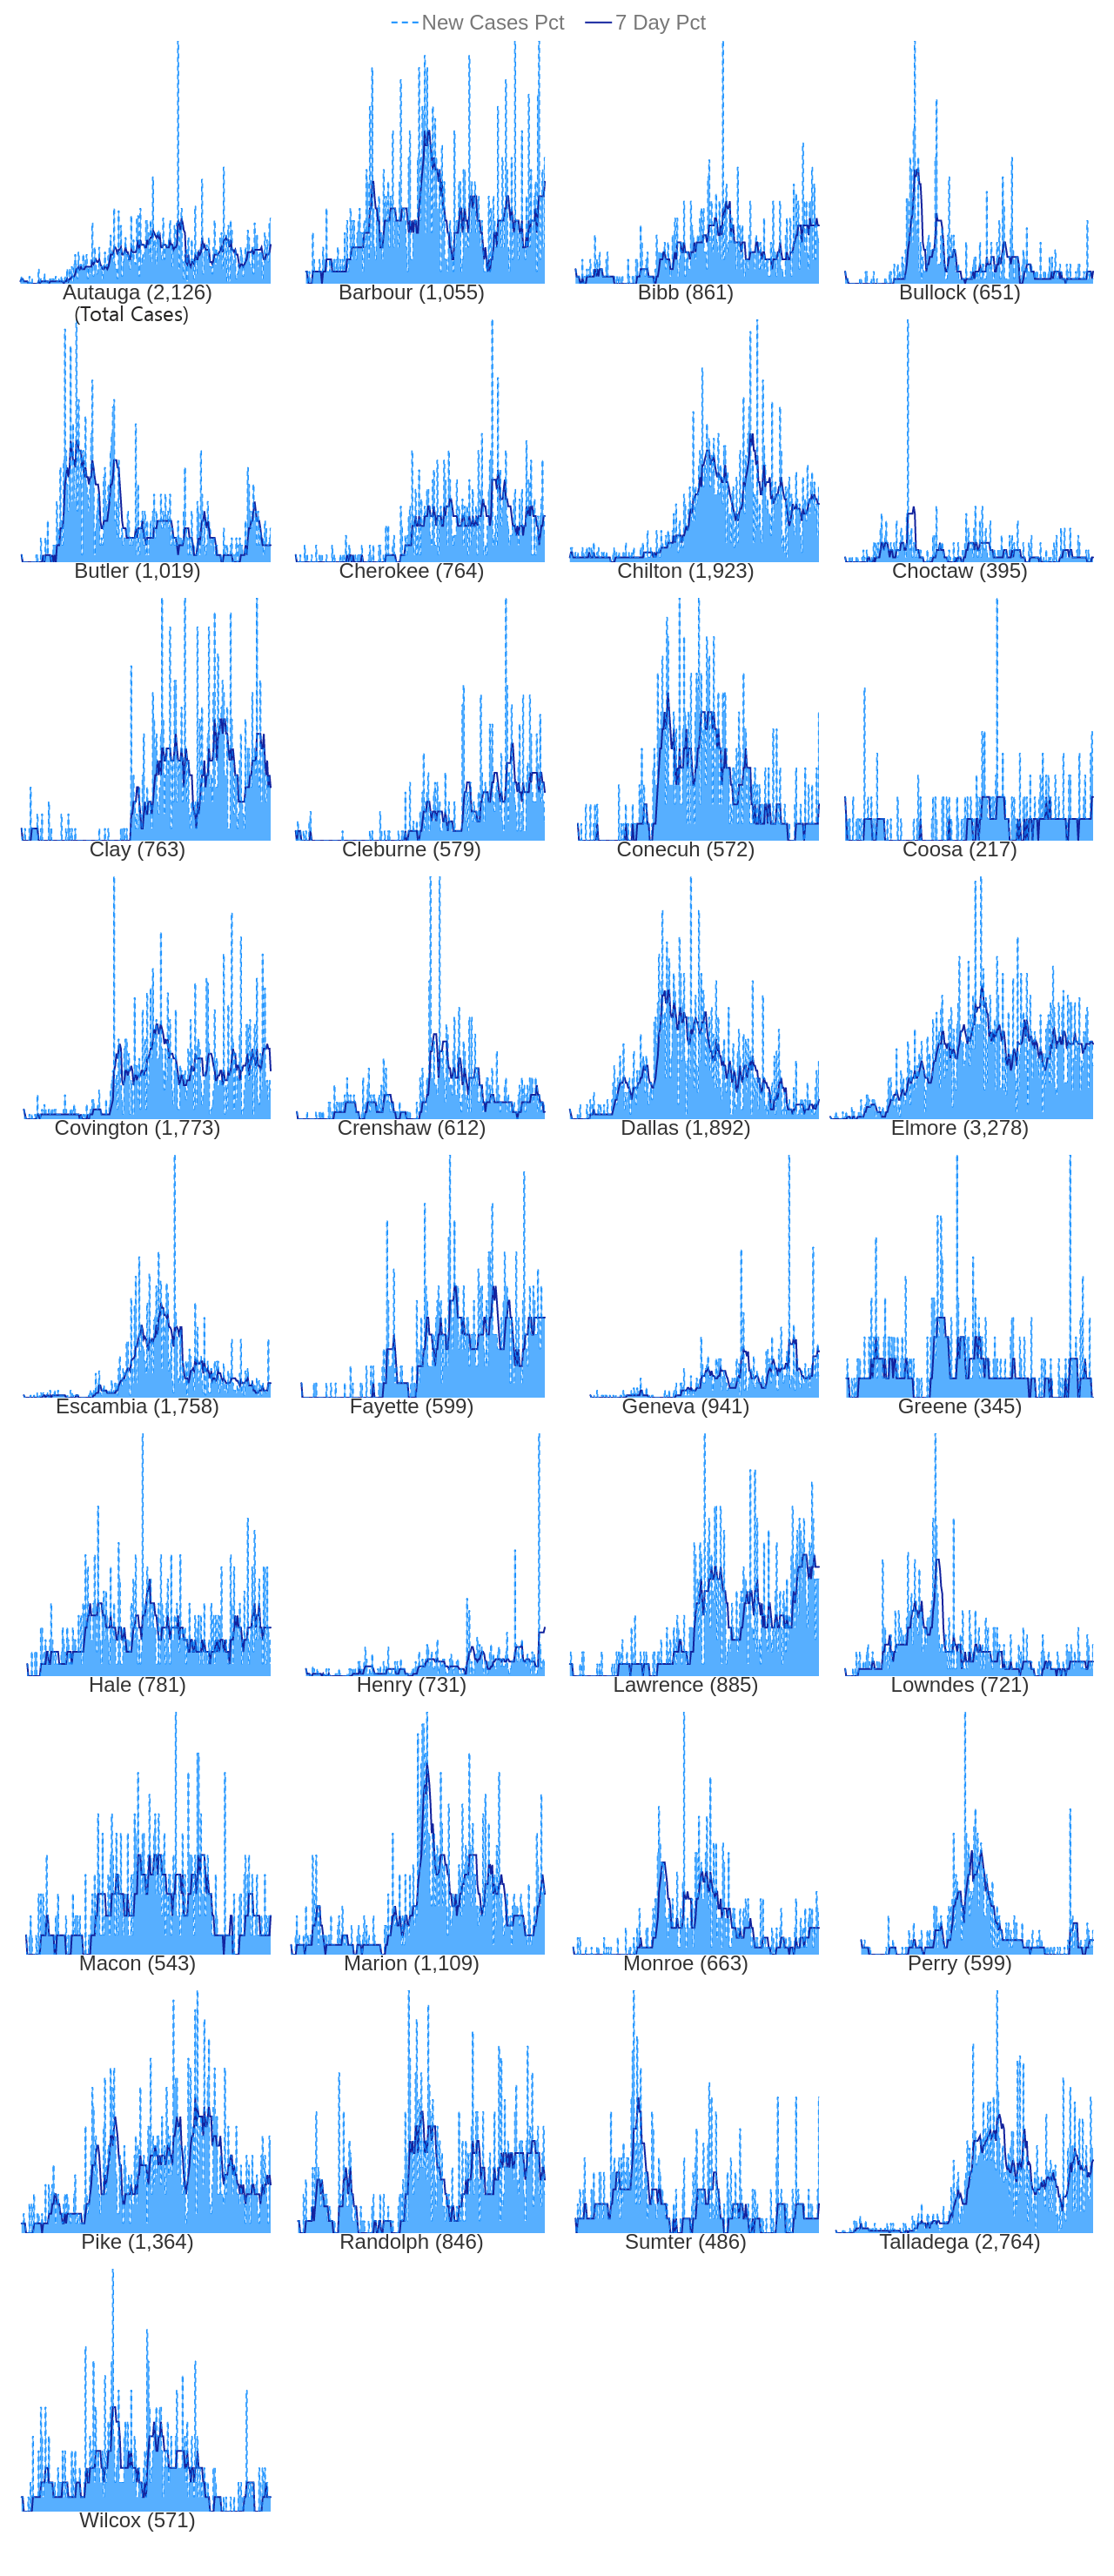 New Cases Pct 7 Day Pct
Autauga (2,126) Barbour (1,055) Bibb (861) Bullock (651)
(Total Cases)
Butler (1,019) Cherokee (764) Chilton (1,923) Choctaw (395)
Clay (763) Cleburne (579) Conecuh (572) Coosa (217)
Covington (1,773) Crenshaw (612) Dallas (1,892) Elmore (3,278)
Escambia (1,758) Fayette (599) Geneva (941) Greene (345)
Hale (781) Henry (731) Lawrence (885) Lowndes (721)
Macon (543) Marion (1,109) Monroe (663) Perry (599)
Pike (1,364) Randolph (846) Sumter (486) Talladega (2,764)
Wilcox (571)